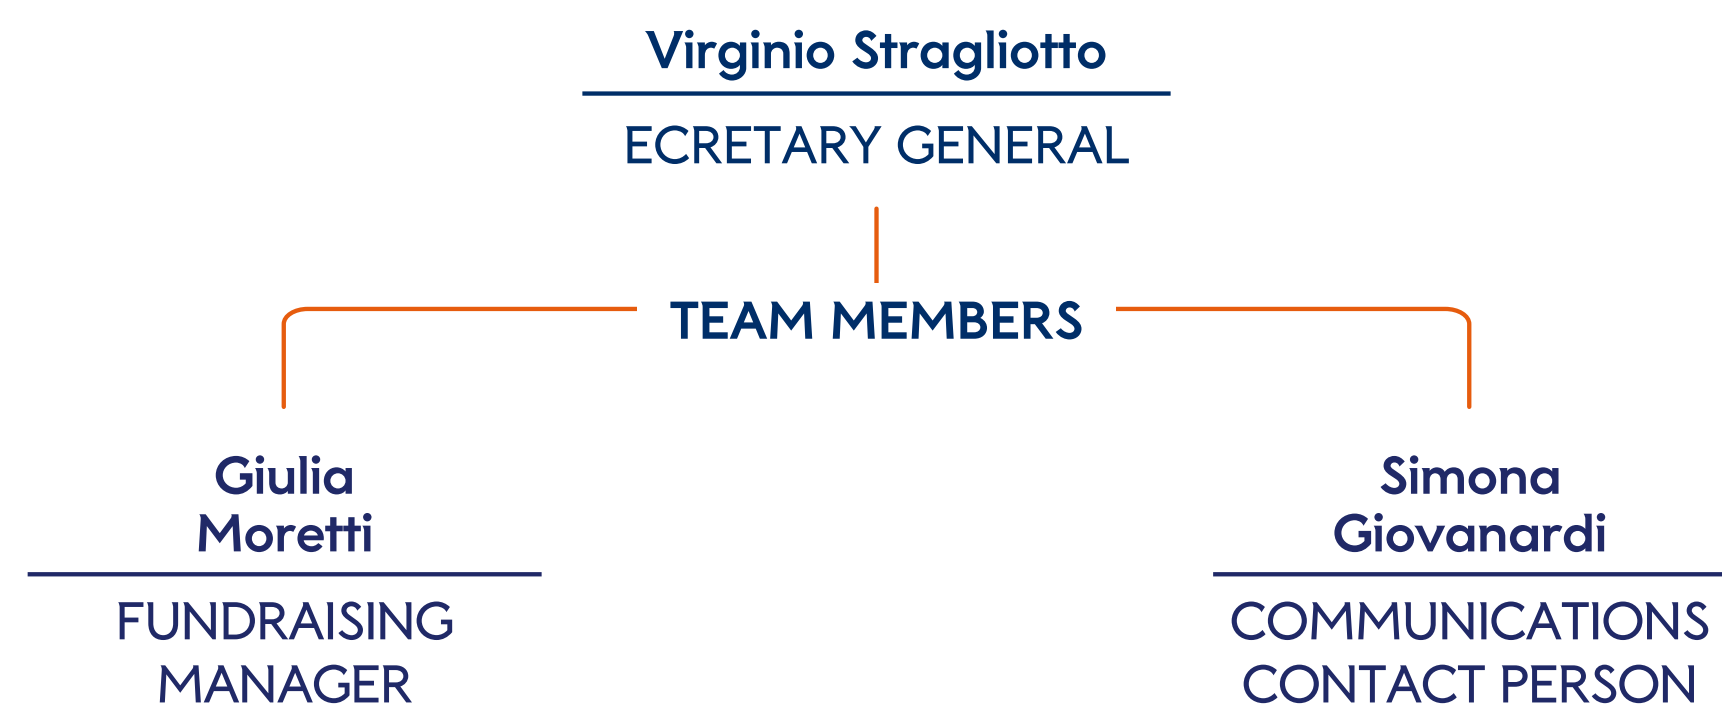 Virginio Stragliotto
ECRETARY GENERAL
TEAM MEMBERS
Giulia
Moretti
FUNDRAISING
MANAGER
Simona
Giovanardi
COMMUNICATIONS
CONTACT PERSON